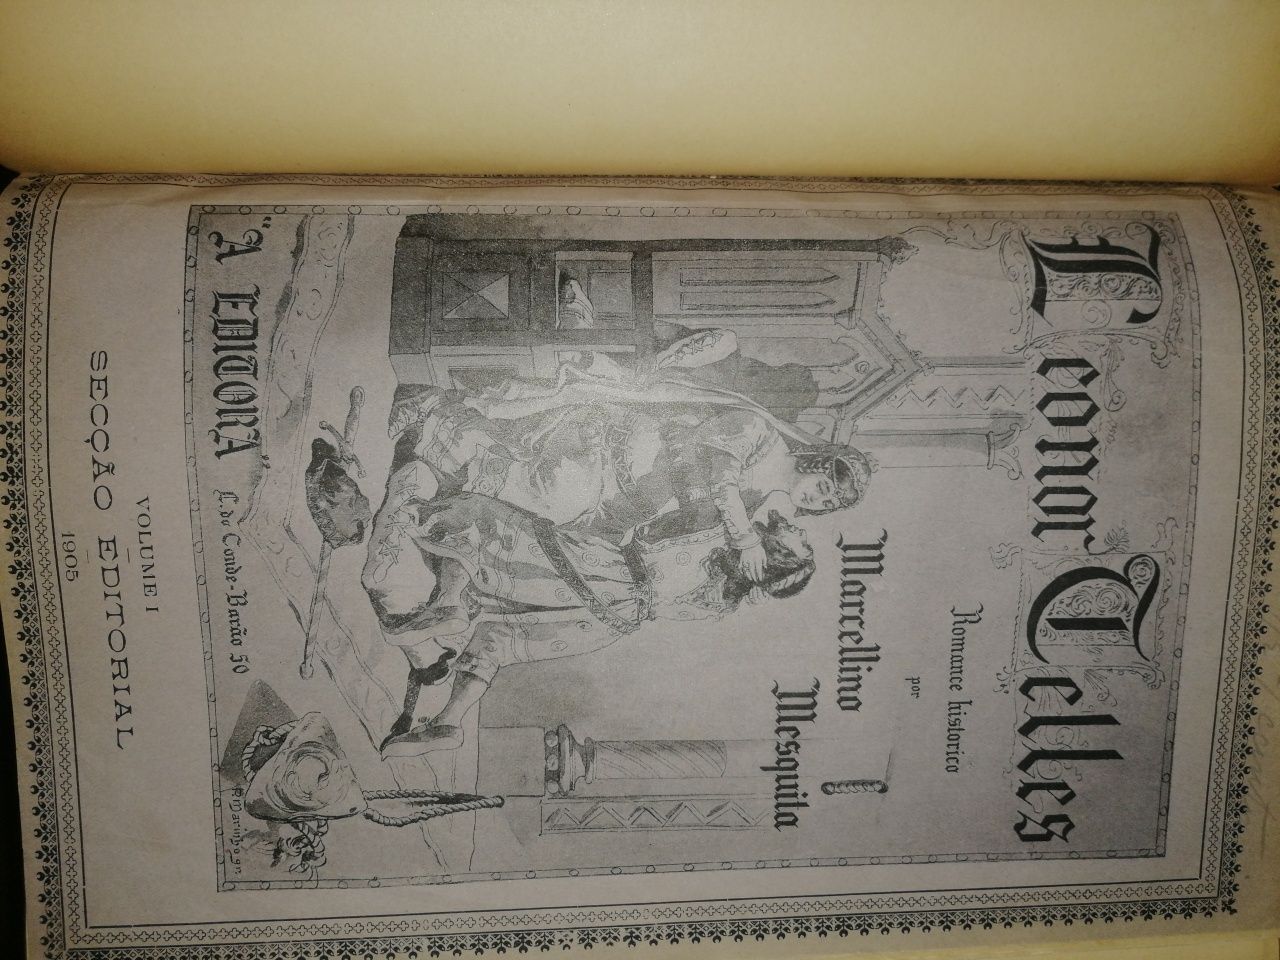 Leonor Telles
Romance historico
por
Marcellino
Mesquita
"A EDITORA"
L. do Conde-Barão 50
VOLUME I
SECÇÃO EDITORIAL
1905